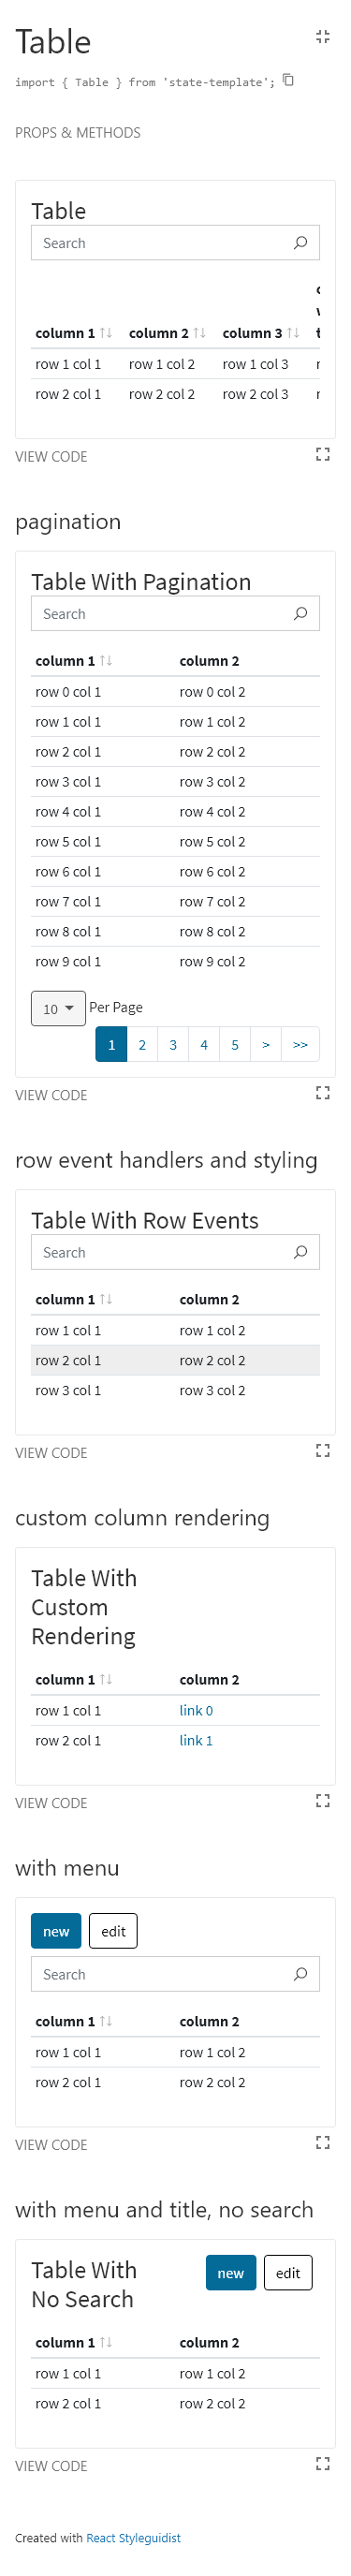 Table
import { Table } from 'state-template';
PROPS & METHODS
Table
Search
column 1 column 2 column 3
row 1 col 1 row 1 col 2 row 1 col 3
row 2 col 1 row 2 col 2 row 2 col 3
VIEW CODE
pagination
Table With Pagination
Search
column 1 column 2
row 0 col 1 row 0 col 2
row 1 col 1 row 1 col 2
row 2 col 1 row 2 col 2
row 3 col 1 row 3 col 2
row 4 col 1 row 4 col 2
row 5 col 1 row 5 col 2
row 6 col 1 row 6 col 2
row 7 col 1 row 7 col 2
row 8 col 1 row 8 col 2
row 9 col 1 row 9 col 2
10 Per Page
1 2 3 4 5 > >>
VIEW CODE
row event handlers and styling
Table With Row Events
Search
column 1 column 2
row 1 col 1 row 1 col 2
row 2 col 1 row 2 col 2
row 3 col 1 row 3 col 2
VIEW CODE
custom column rendering
Table With
Custom
Rendering
column 1 column 2
row 1 col 1 link 0
row 2 col 1 link 1
VIEW CODE
with menu
new edit
Search
column 1 column 2
row 1 col 1 row 1 col 2
row 2 col 1 row 2 col 2
VIEW CODE
with menu and title, no search
Table With new edit
No Search
column 1 column 2
row 1 col 1 row 1 col 2
row 2 col 1 row 2 col 2
VIEW CODE
Created with React Styleguidist